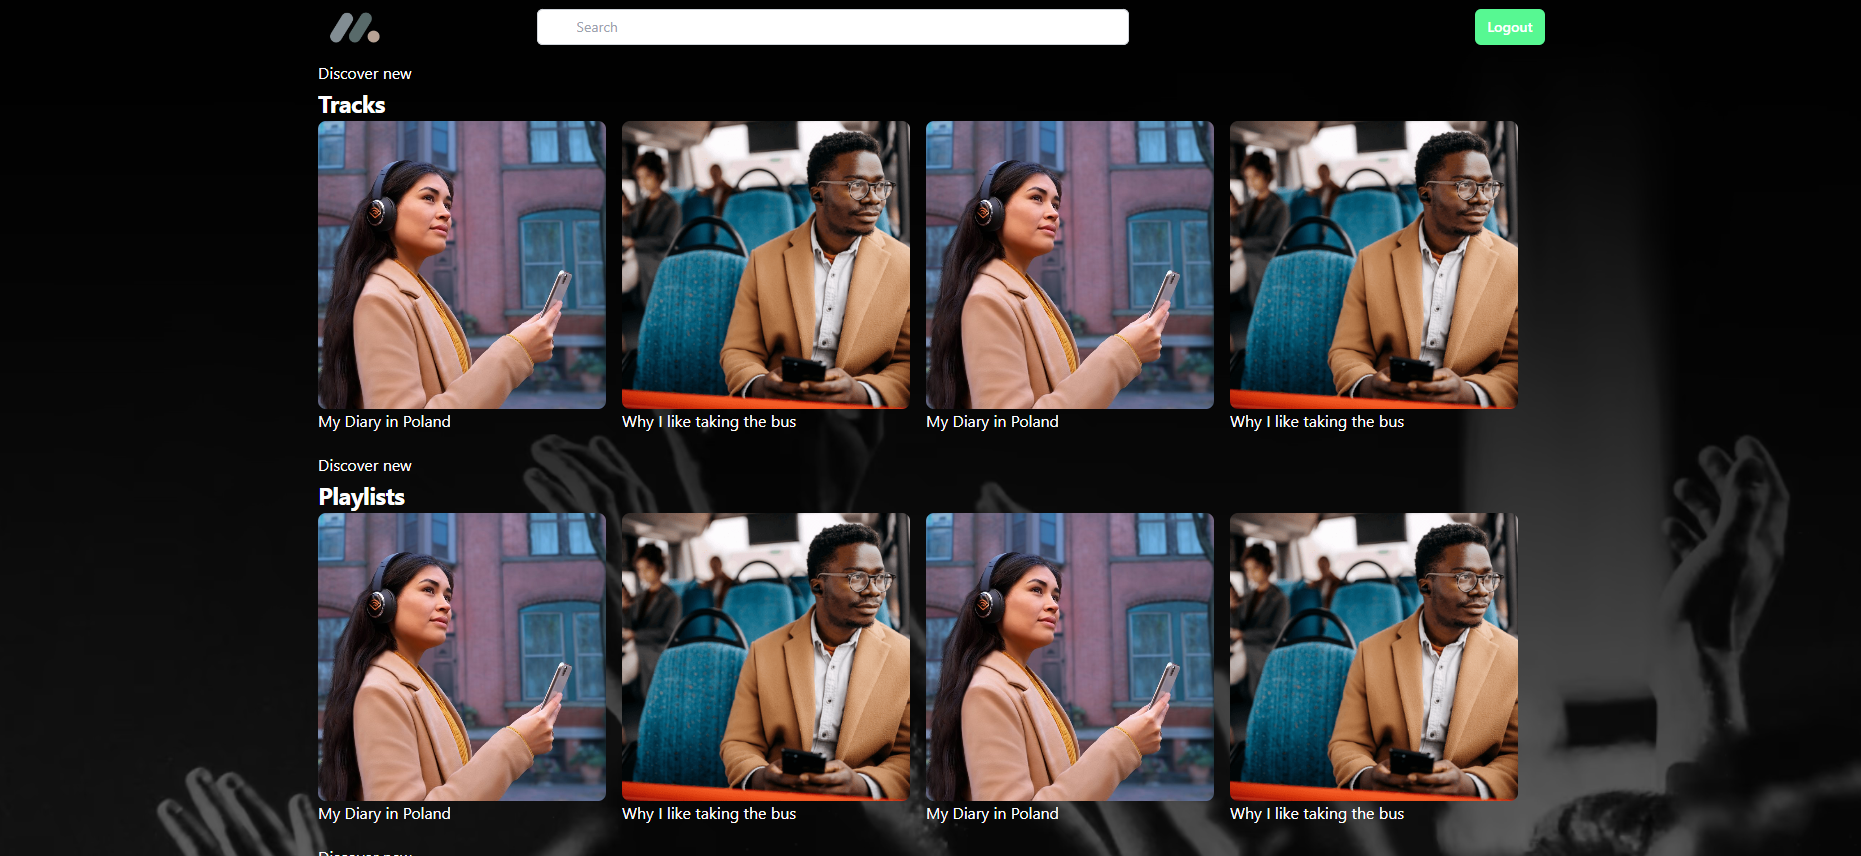 Search
Logout
Discover new
Tracks
My Diary in Poland
Why I like taking the bus
My Diary in Poland
Why I like taking the bus
Discover new
Playlists
My Diary in Poland
Why I like taking the bus
My Diary in Poland
Why I like taking the bus
Discover new